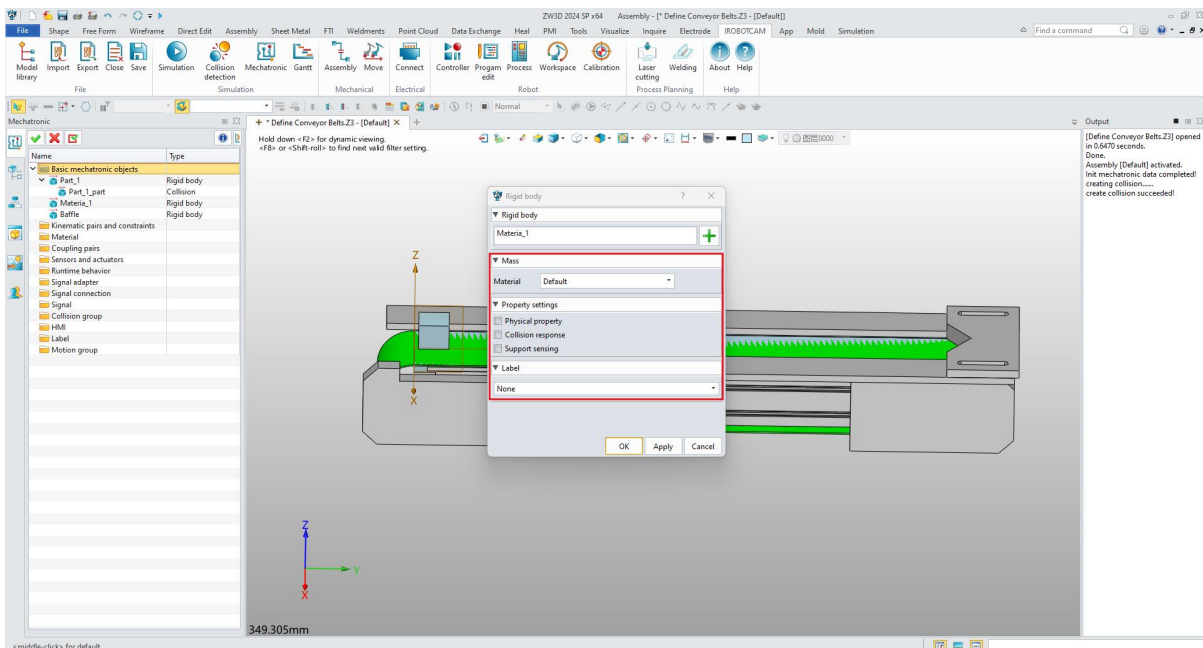 ZW3D 2024 SP x64 Assembly - [* Define Conveyor Belts.Z3 - [Default]]
File Shape Free Form Wireframe Direct Edit Assembly Sheet Metal FTI Weldments Point Cloud Data Exchange Heal PMI Tools Visualize Inquire Electrode IROBOTCAM App Mold Simulation Find a command
Model library Import Export Close Save Simulation Collision detection Mechatronic Gantt Assembly Move Connect Controller Progam edit Process Workspace Calibration Laser cutting Welding About Help
File Simulation Mechanical Electrical Robot Process Planning Help
Normal
Mechatronic
+ * Define Conveyor Belts.Z3 - [Default] × +
Output
Hold down <F2> for dynamic viewing.
<F8> or <Shift-roll> to find next valid filter setting.
图层0000
[Define Conveyor Belts.Z3] opened
in 0.6470 seconds.
Done.
Assembly [Default] activated.
Init mechatronic data completed!
creating collision......
create collision succeeded!
Name Type
Basic mechatronic objects
Part_1 Rigid body
Part_1_part Collision
Materia_1 Rigid body
Baffle Rigid body
Kinematic pairs and constraints
Material
Coupling pairs
Sensors and actuators
Runtime behavior
Signal adapter
Signal connection
Signal
Collision group
HMI
Label
Motion group
Rigid body ? ×
Rigid body
Materia_1
Mass
Material Default
Property settings
Physical property
Collision response
Support sensing
Label
None
OK Apply Cancel
Z
X
Z
Y
X
349.305mm
<middle-click> for default.